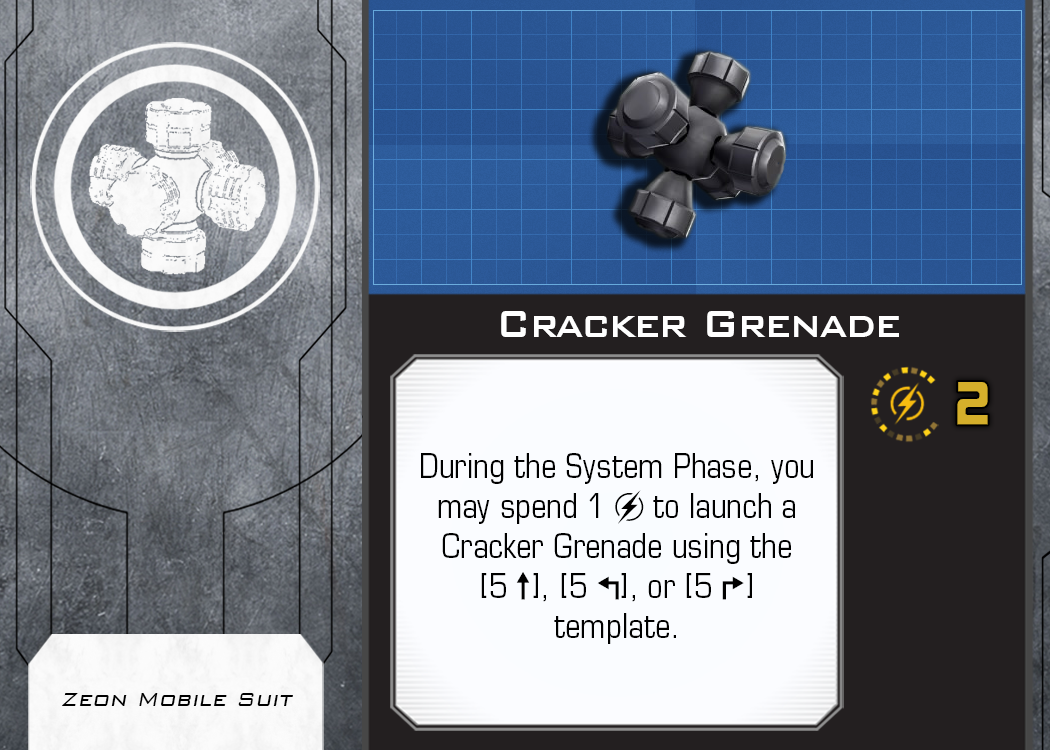 Cracker Grenade
2
During the System Phase, you
may spend 1 to launch a
Cracker Grenade using the
[5 ↑], [5 ↰], or [5 ↱]
template.
Zeon Mobile Suit